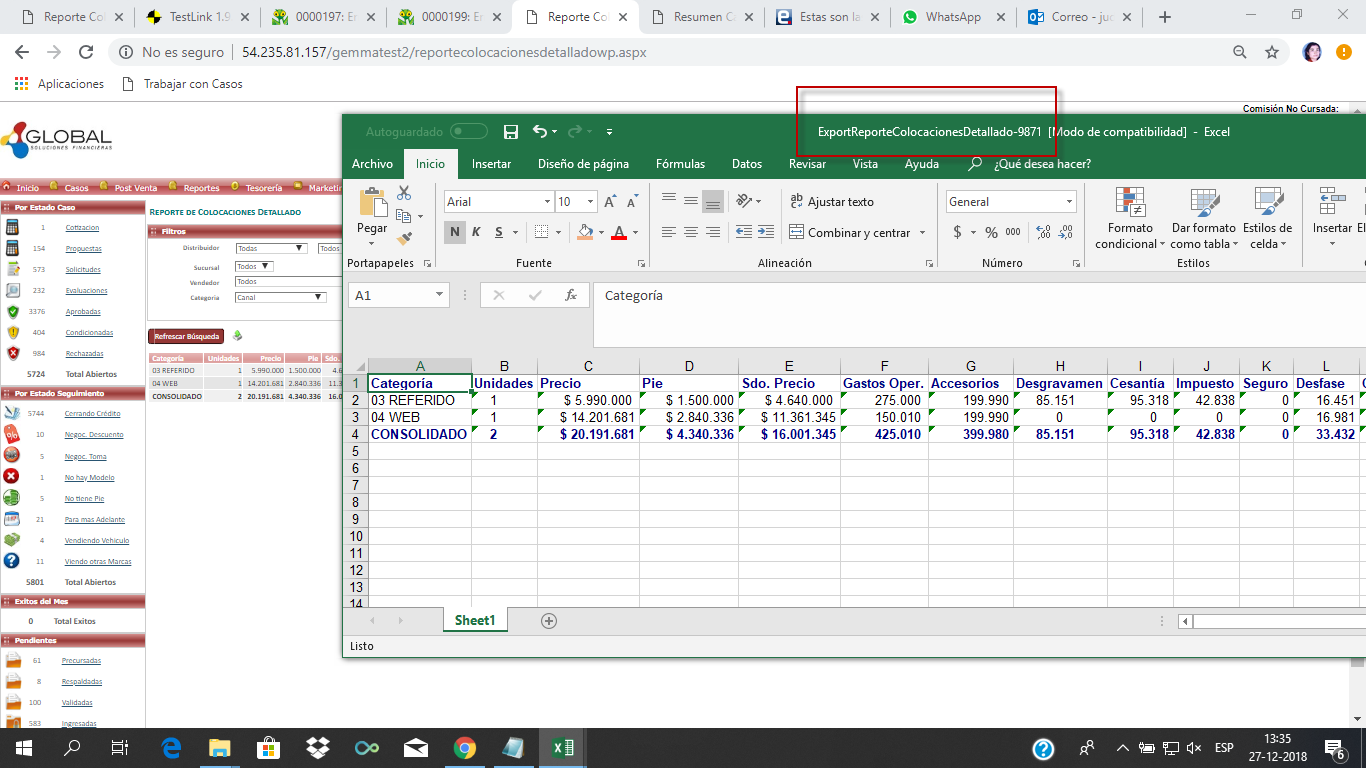 Reporte Col
TestLink 1.9
0000197: Er
0000199: Er
Reporte Col
Resumen C
Estas son la
WhatsApp
Correo - juc
No es seguro | 54.235.81.157/gemmatest2/reportecolocacionesdetalladowp.aspx
Aplicaciones
Trabajar con Casos
Comisión No Cursada:
GLOBAL
SOLUCIONES FINANCIERAS
Inicio Casos Post Venta Reportes Tesorería Marketin
Por Estado Caso
1 Cotizacion
154 Propuestas
573 Solicitudes
232 Evaluaciones
3376 Aprobadas
404 Condicionadas
984 Rechazadas
5724 Total Abiertos
Por Estado Seguimiento
5744 Cerrando Crédito
10 Negoc. Descuento
5 Negoc. Toma
1 No hay Modelo
5 No tiene Pie
21 Para mas Adelante
4 Vendiendo Vehiculo
11 Viendo otras Marcas
5801 Total Abiertos
Exitos del Mes
0 Total Exitos
Pendientes
61 Precursadas
8 Respaldadas
100 Validadas
583 Ingresadas
REPORTE DE COLOCACIONES DETALLADO
Filtros
Distribuidor Todas Todos
Sucursal Todos
Vendedor Todos
Categoria Canal
Refrescar Búsqueda
Categoría Unidades Precio Pie Sdo.
03 REFERIDO 1 5.990.000 1.500.000 4.6
04 WEB 1 14.201.681 2.840.336 11.3
CONSOLIDADO 2 20.191.681 4.340.336 16.0
Autoguardado
ExportReporteColocacionesDetallado-9871 [Modo de compatibilidad] - Excel
Archivo Inicio Insertar Diseño de página Fórmulas Datos Revisar Vista Ayuda ¿Qué desea hacer?
Pegar
Portapapeles
Arial 10
N K S
Fuente
Ajustar texto
Combinar y centrar
Alineación
General
$ % 000
Número
Formato condicional
Dar formato como tabla
Estilos de celda
Estilos
Insertar
A1
fx
Categoría
A B C D E F G H I J K L
1 Categoría Unidades Precio Pie Sdo. Precio Gastos Oper. Accesorios Desgravamen Cesantía Impuesto Seguro Desfase
2 03 REFERIDO 1 $ 5.990.000 $ 1.500.000 $ 4.640.000 275.000 199.990 85.151 95.318 42.838 0 16.451
3 04 WEB 1 $ 14.201.681 $ 2.840.336 $ 11.361.345 150.010 199.990 0 0 0 0 16.981
4 CONSOLIDADO 2 $ 20.191.681 $ 4.340.336 $ 16.001.345 425.010 399.980 85.151 95.318 42.838 0 33.432
5
6
7
8
9
10
11
12
13
14
Sheet1
Listo
ESP
13:35
27-12-2018
6